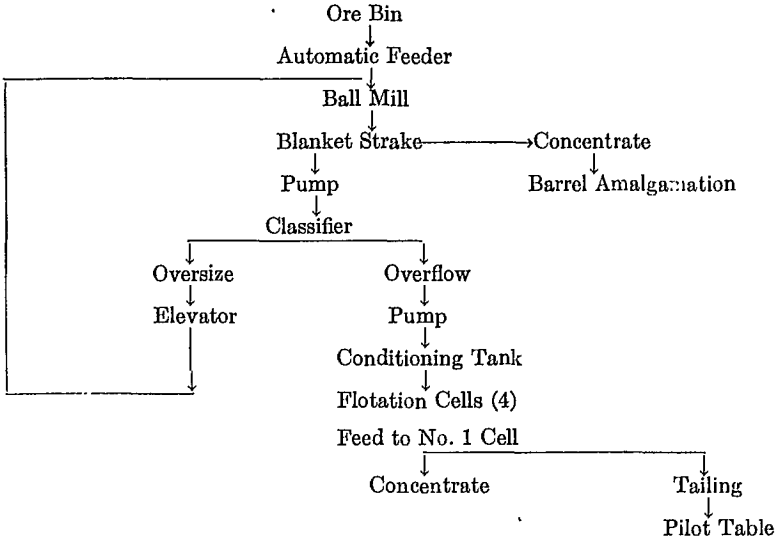 Ore Bin
Automatic Feeder
Ball Mill
Blanket Strake Concentrate
Pump Barrel Amalgamation
Classifier
Oversize Overflow
Elevator Pump
Conditioning Tank
Flotation Cells (4)
Feed to No. 1 Cell
Concentrate Tailing
Pilot Table